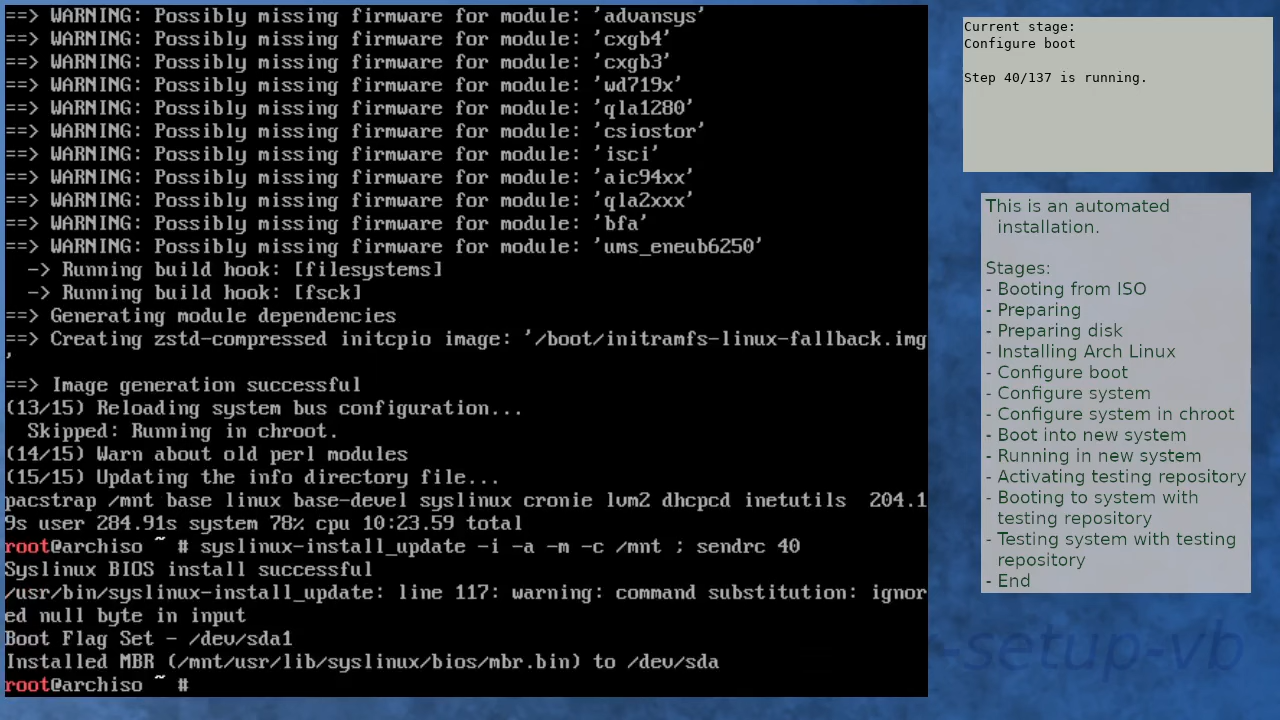 ==> WARNING: Possibly missing firmware for module: 'advansys'
==> WARNING: Possibly missing firmware for module: 'cxgb4'
==> WARNING: Possibly missing firmware for module: 'cxgb3'
==> WARNING: Possibly missing firmware for module: 'wd719x'
==> WARNING: Possibly missing firmware for module: 'qla1280'
==> WARNING: Possibly missing firmware for module: 'csiostor'
==> WARNING: Possibly missing firmware for module: 'isci'
==> WARNING: Possibly missing firmware for module: 'aic94xx'
==> WARNING: Possibly missing firmware for module: 'qla2xxx'
==> WARNING: Possibly missing firmware for module: 'bfa'
==> WARNING: Possibly missing firmware for module: 'ums_eneub6250'
  -> Running build hook: [filesystems]
  -> Running build hook: [fsck]
==> Generating module dependencies
==> Creating zstd-compressed initcpio image: '/boot/initramfs-linux-fallback.img
'
==> Image generation successful
(13/15) Reloading system bus configuration...
  Skipped: Running in chroot.
(14/15) Warn about old perl modules
(15/15) Updating the info directory file...
pacstrap /mnt base linux base-devel syslinux cronie lvm2 dhcpcd inetutils  204.1
9s user 284.91s system 78% cpu 10:23.59 total
root@archiso ~ # syslinux-install_update -i -a -m -c /mnt ; sendrc 40
Syslinux BIOS install successful
/usr/bin/syslinux-install_update: line 117: warning: command substitution: ignor
ed null byte in input
Boot Flag Set - /dev/sda1
Installed MBR (/mnt/usr/lib/syslinux/bios/mbr.bin) to /dev/sda
root@archiso ~ #
Current stage:
Configure boot
Step 40/137 is running.
This is an automated
installation.
Stages:
- Booting from ISO
- Preparing
- Preparing disk
- Installing Arch Linux
- Configure boot
- Configure system
- Configure system in chroot
- Boot into new system
- Running in new system
- Activating testing repository
- Booting to system with
testing repository
- Testing system with testing
repository
- End
-setup-vb